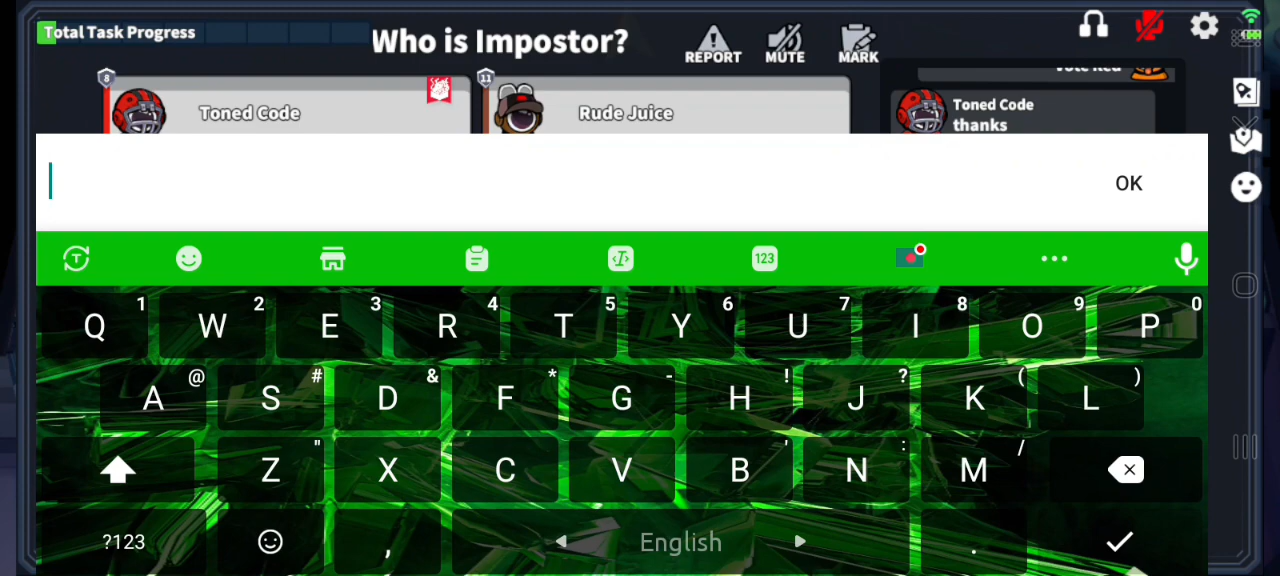 Total Task Progress
Who is Impostor?
REPORT
MUTE
MARK
8
Toned Code
11
Rude Juice
Vote Red
Toned Code
thanks
OK
T
I
123
1 2 3 4 5 6 7 8 9 0
Q W E R T Y U I O P
@ # & * - ! ? ( )
A S D F G H J K L
" ' : /
Z X C V B N M
?123 , English .